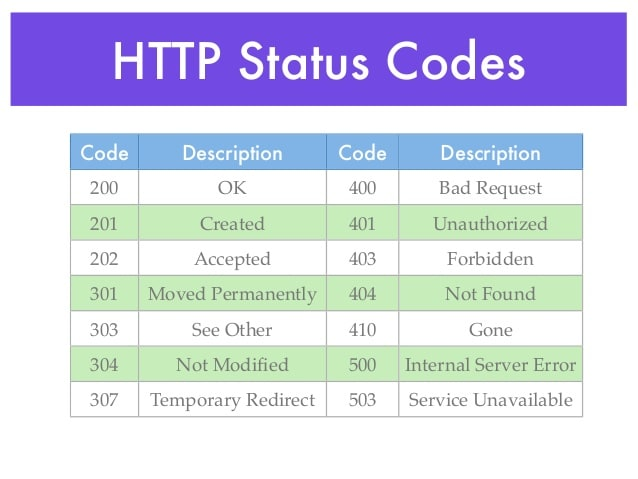 HTTP Status Codes
Code Description Code Description
200 OK 400 Bad Request
201 Created 401 Unauthorized
202 Accepted 403 Forbidden
301 Moved Permanently 404 Not Found
303 See Other 410 Gone
304 Not Modified 500 Internal Server Error
307 Temporary Redirect 503 Service Unavailable